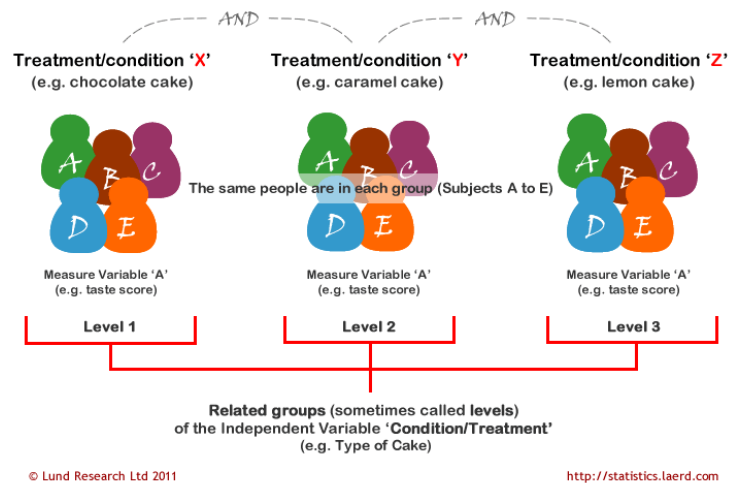 AND
AND
Treatment/condition ‘X’
(e.g. chocolate cake)
Treatment/condition ‘Y’
(e.g. caramel cake)
Treatment/condition ‘Z’
(e.g. lemon cake)
A
B
C
D
E
A
B
C
D
E
A
B
C
D
E
The same people are in each group (Subjects A to E)
Measure Variable ‘A’
(e.g. taste score)
Measure Variable ‘A’
(e.g. taste score)
Measure Variable ‘A’
(e.g. taste score)
Level 1
Level 2
Level 3
Related groups (sometimes called levels)
of the Independent Variable ‘Condition/Treatment’
(e.g. Type of Cake)
© Lund Research Ltd 2011
http://statistics.laerd.com